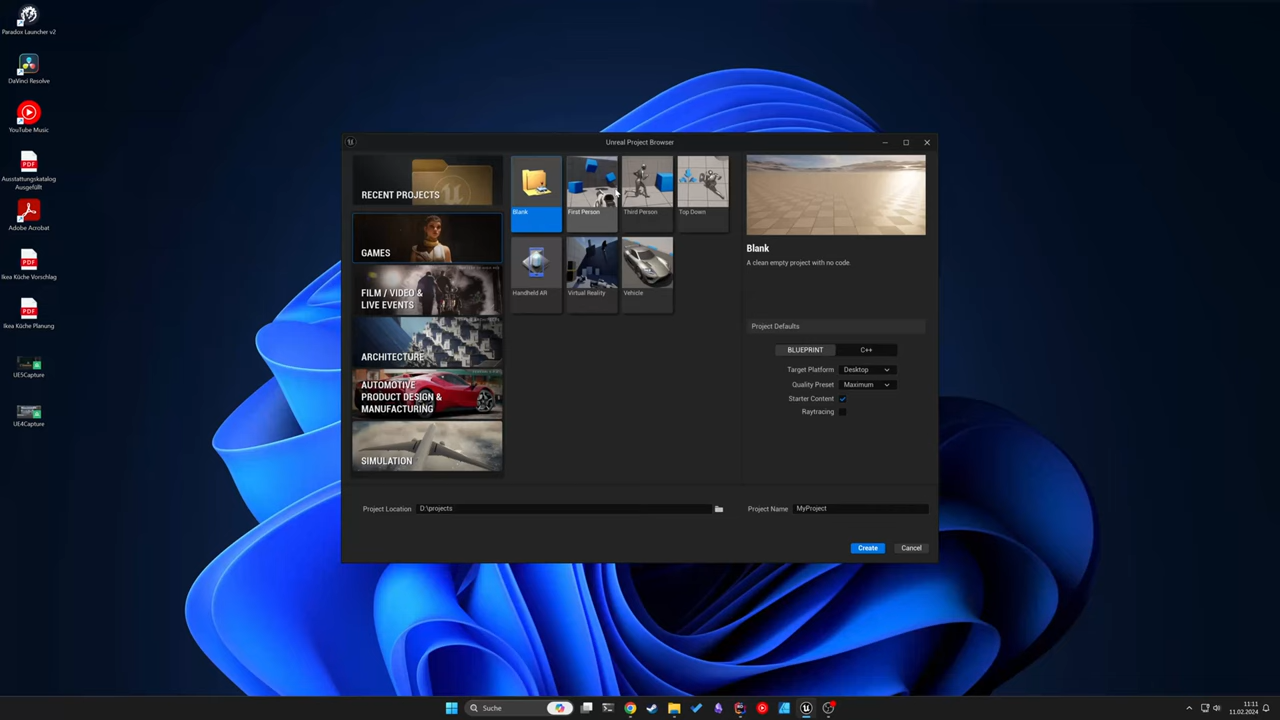 Paradox Launcher v2
DaVinci Resolve
YouTube Music
PDF
Ausstattungskatalog
Ausgefüllt
Adobe Acrobat
PDF
Ikea Küche Vorschlag
PDF
Ikea Küche Planung
UE5Capture
UE4Capture
Unreal Project Browser
RECENT PROJECTS
GAMES
FILM / VIDEO &
LIVE EVENTS
ARCHITECTURE
AUTOMOTIVE
PRODUCT DESIGN &
MANUFACTURING
SIMULATION
Blank
First Person
Third Person
Top Down
Handheld AR
Virtual Reality
Vehicle
Blank
A clean empty project with no code.
Project Defaults
BLUEPRINT
C++
Target Platform
Desktop
Quality Preset
Maximum
Starter Content
Raytracing
Project Location
D:\projects
Project Name
MyProject
Create
Cancel
Suche
11:11
11.02.2024